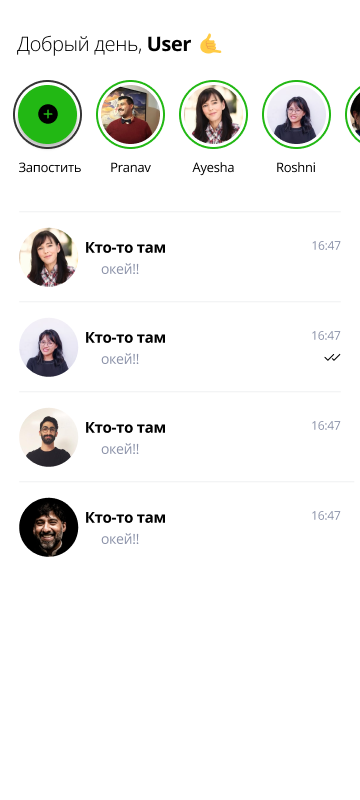 Добрый день, User 🤙
Запостить
Pranav
Ayesha
Roshni
Кто-то там
16:47
окей!!
Кто-то там
16:47
окей!!
Кто-то там
16:47
окей!!
Кто-то там
16:47
окей!!